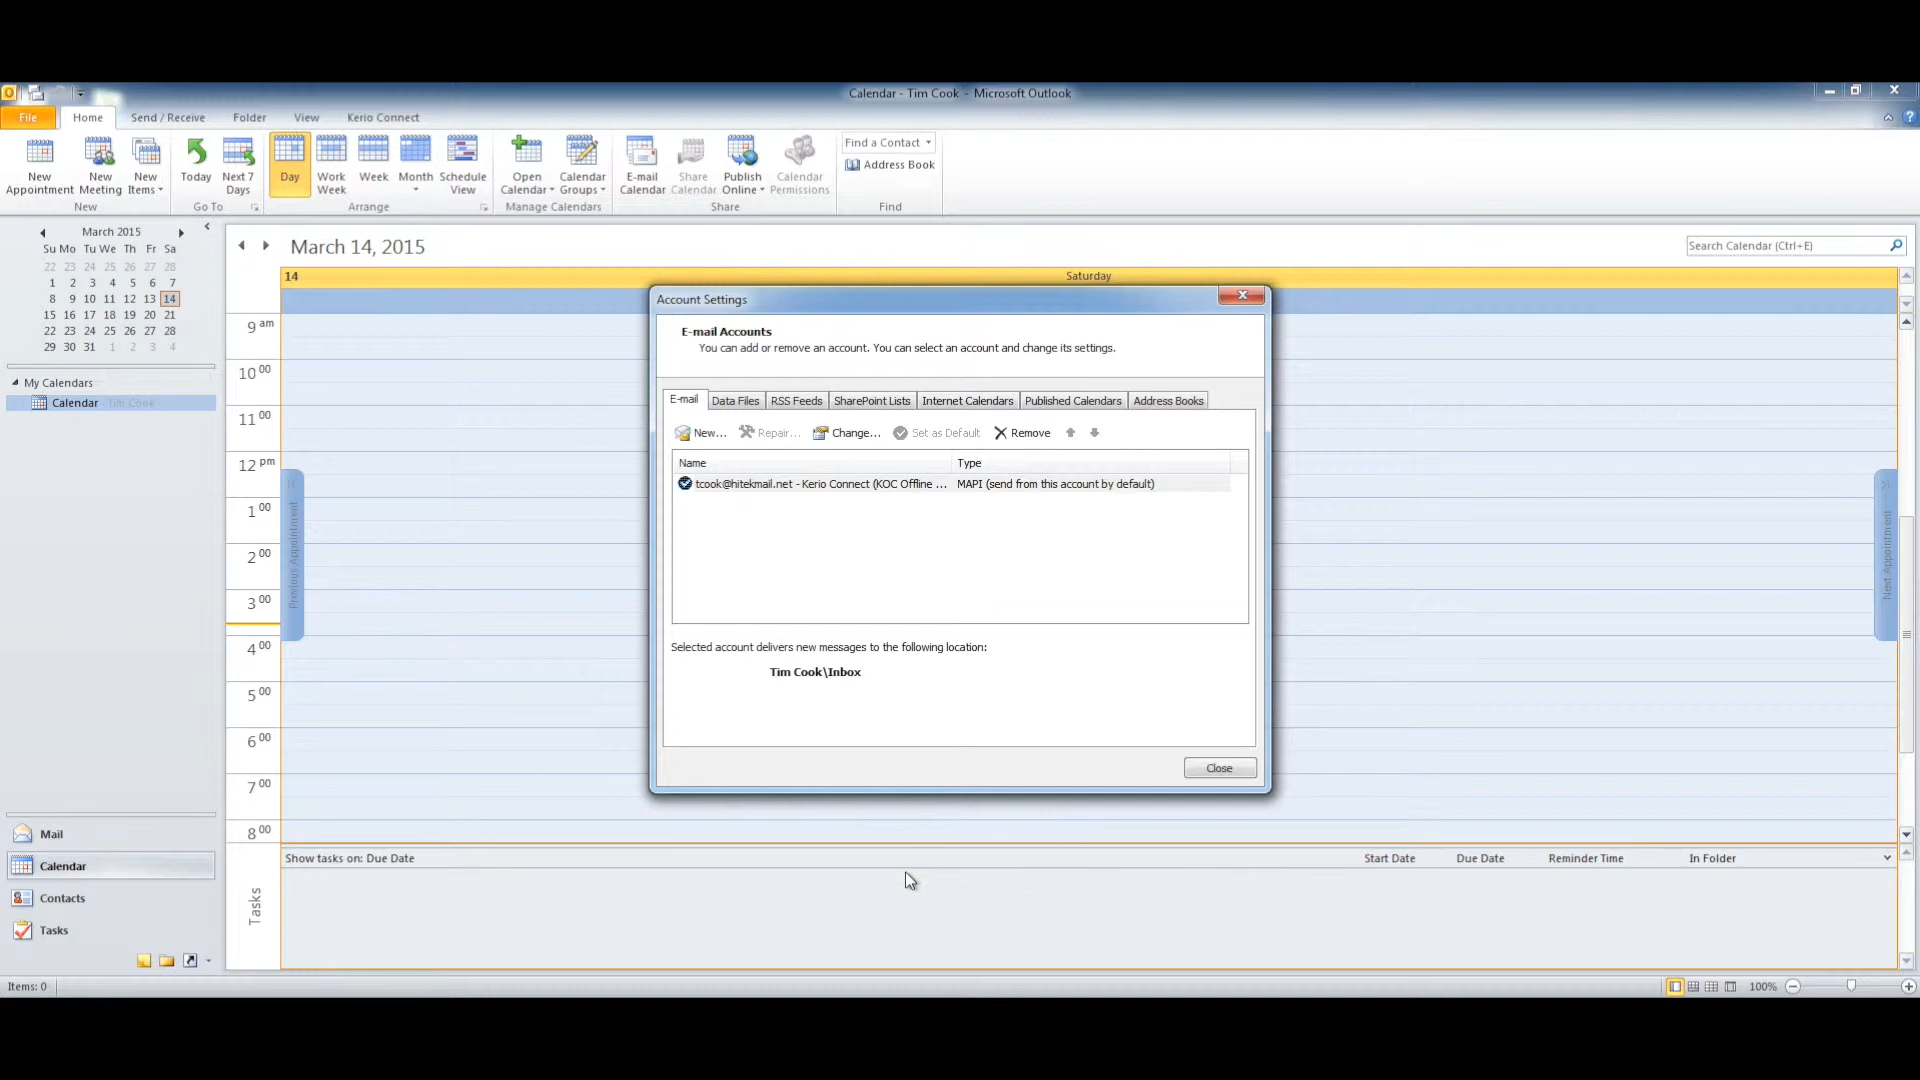 Calendar - Tim Cook - Microsoft Outlook
File Home Send / Receive Folder View Kerio Connect
New Appointment
New Meeting
New Items
New
Today
Next 7 Days
Go To
Day
Work Week
Week
Month
Schedule View
Arrange
Open Calendar
Calendar Groups
Manage Calendars
E-mail Calendar
Share Calendar
Publish Online
Calendar Permissions
Share
Find a Contact
Address Book
Find
March 2015
Su Mo Tu We Th Fr Sa
22 23 24 25 26 27 28
1 2 3 4 5 6 7
8 9 10 11 12 13 14
15 16 17 18 19 20 21
22 23 24 25 26 27 28
29 30 31 1 2 3 4
My Calendars
Calendar - Tim Cook
Mail
Calendar
Contacts
Tasks
March 14, 2015
Search Calendar (Ctrl+E)
14 Saturday
9 am
10 00
11 00
12 pm
1 00
2 00
3 00
4 00
5 00
6 00
7 00
8 00
Previous Appointment
Next Appointment
Account Settings
E-mail Accounts
You can add or remove an account. You can select an account and change its settings.
E-mail Data Files RSS Feeds SharePoint Lists Internet Calendars Published Calendars Address Books
New... Repair... Change... Set as Default Remove
Name Type
tcook@hitekmail.net - Kerio Connect (KOC Offline ... MAPI (send from this account by default)
Selected account delivers new messages to the following location:
Tim Cook\Inbox
Close
Show tasks on: Due Date Start Date Due Date Reminder Time In Folder
Tasks
Items: 0 100%